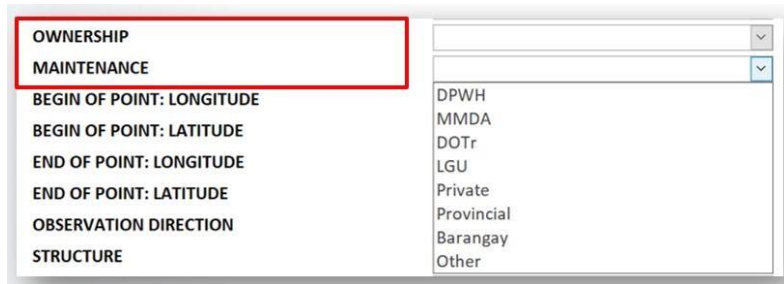 OWNERSHIP
MAINTENANCE
BEGIN OF POINT: LONGITUDE
BEGIN OF POINT: LATITUDE
END OF POINT: LONGITUDE
END OF POINT: LATITUDE
OBSERVATION DIRECTION
STRUCTURE
DPWH
MMDA
DOTr
LGU
Private
Provincial
Barangay
Other